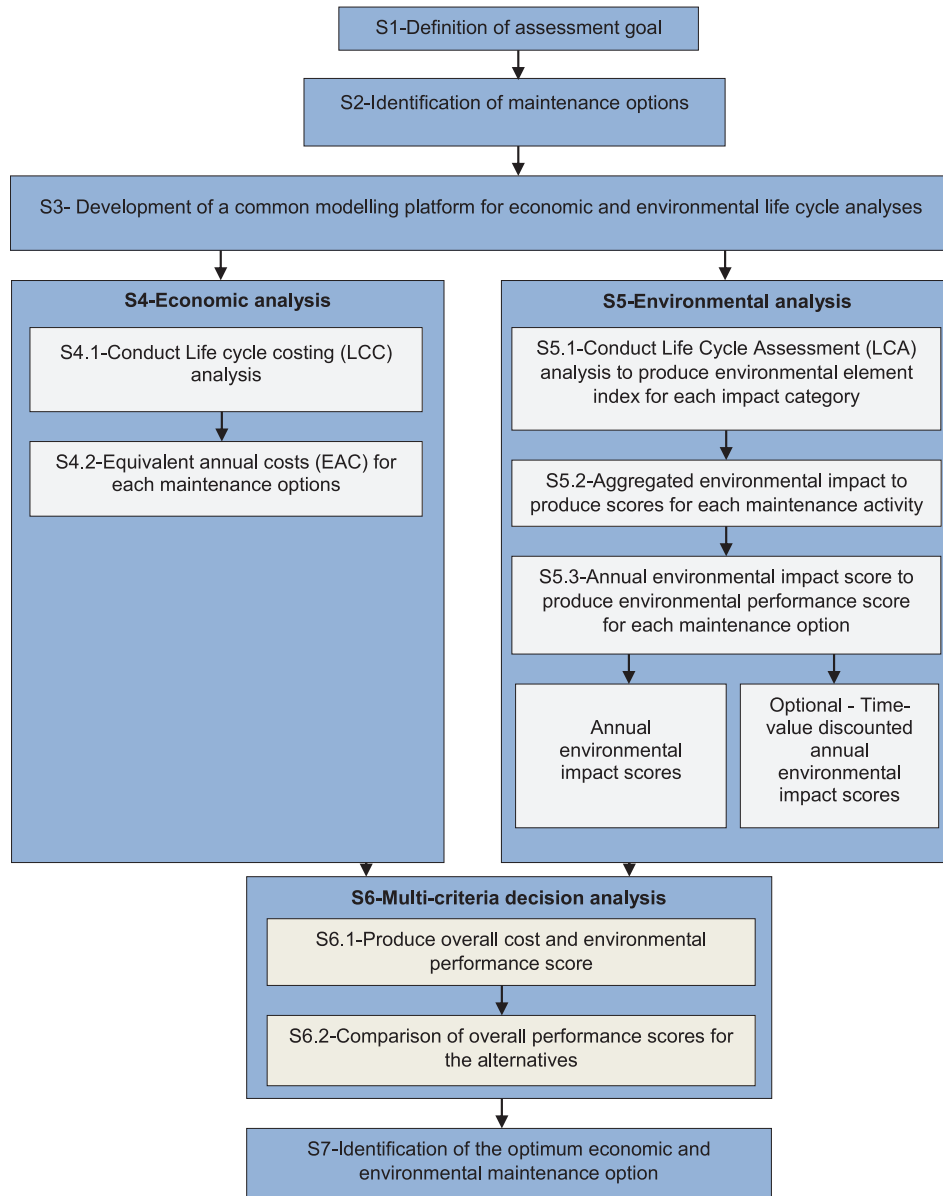 S1-Definition of assessment goal
S2-Identification of maintenance options
S3- Development of a common modelling platform for economic and environmental life cycle analyses
S4-Economic analysis
S4.1-Conduct Life cycle costing (LCC)
analysis
S4.2-Equivalent annual costs (EAC) for
each maintenance options
S5-Environmental analysis
S5.1-Conduct Life Cycle Assessment (LCA)
analysis to produce environmental element
index for each impact category
S5.2-Aggregated environmental impact to
produce scores for each maintenance activity
S5.3-Annual environmental impact score to
produce environmental performance score
for each maintenance option
Annual
environmental
impact scores
Optional - Time-
value discounted
annual
environmental
impact scores
S6-Multi-criteria decision analysis
S6.1-Produce overall cost and environmental
performance score
S6.2-Comparison of overall performance scores for
the alternatives
S7-Identification of the optimum economic and
environmental maintenance option